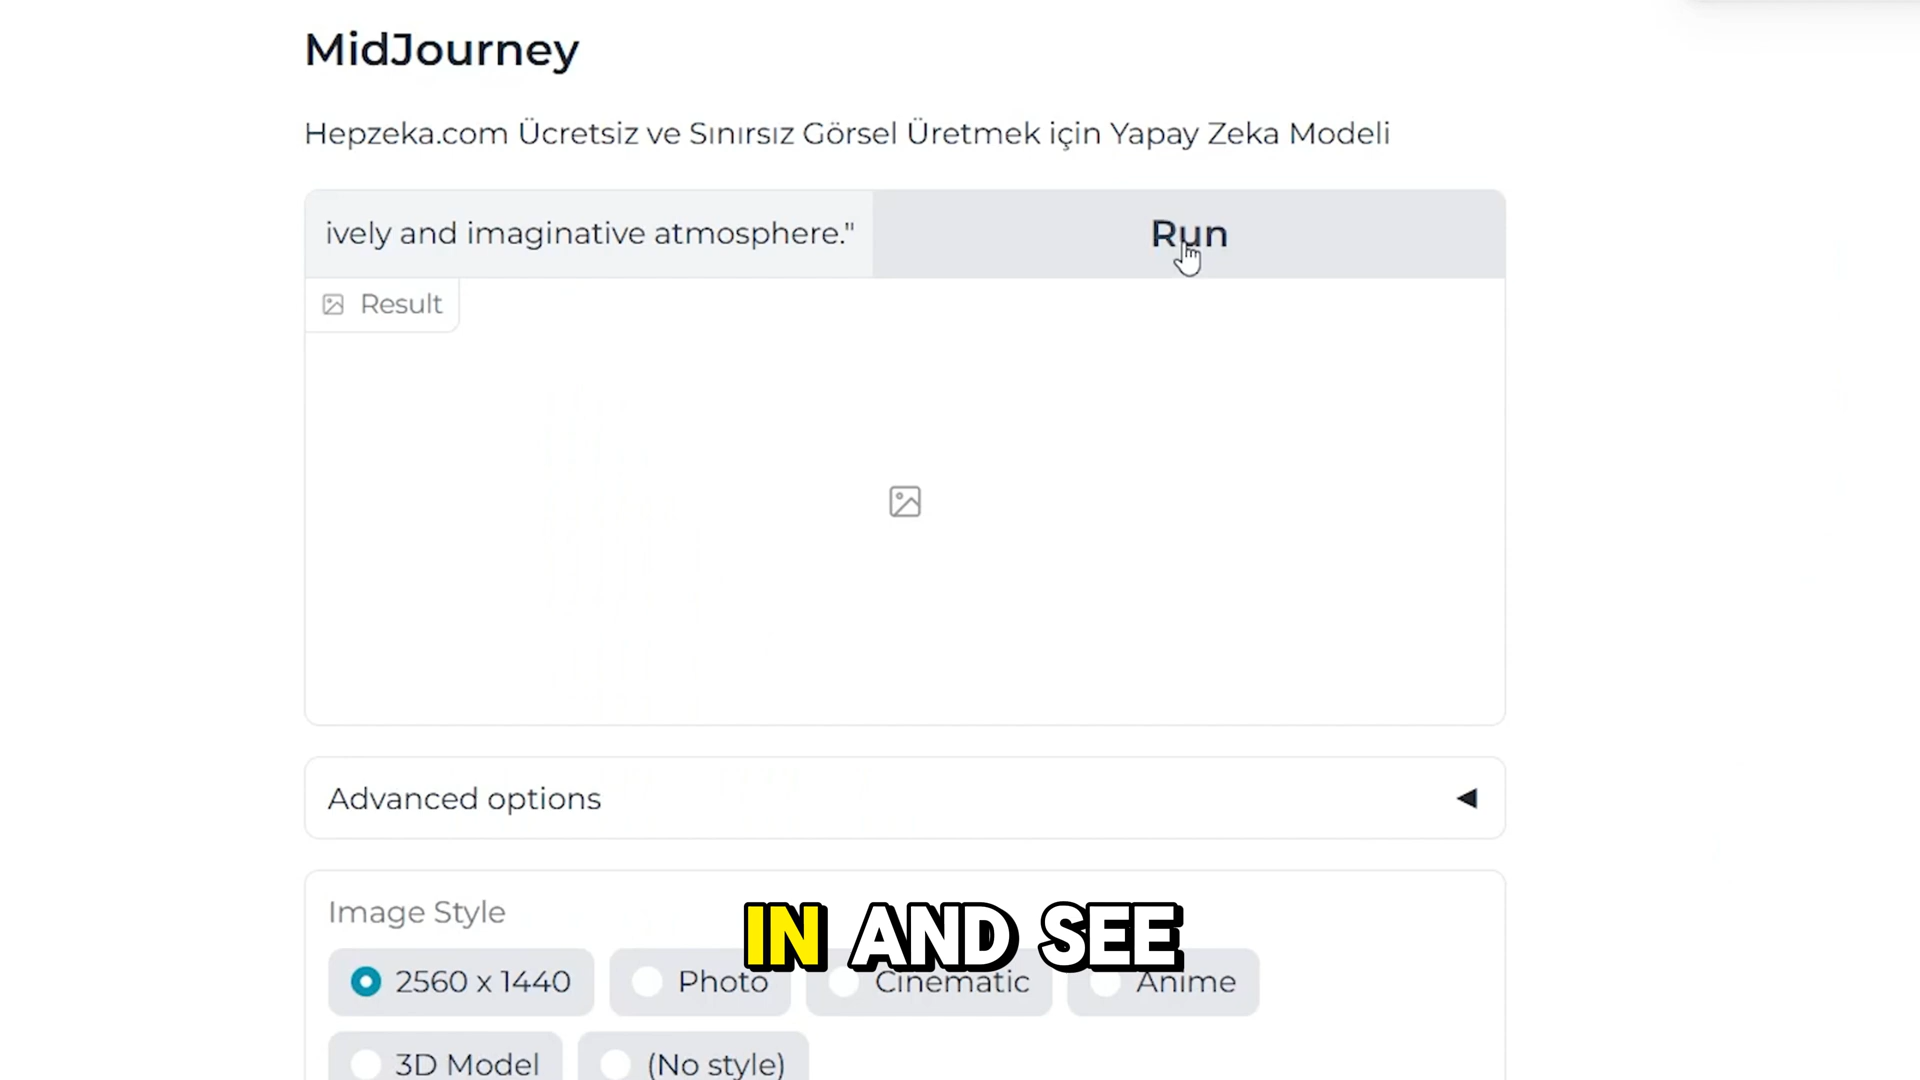 MidJourney
Hepzeka.com Ücretsiz ve Sınırsız Görsel Üretmek için Yapay Zeka Modeli
ively and imaginative atmosphere."
Run
Result
Advanced options
Image Style
IN AND SEE
2560 x 1440
Photo
Cinematic
Anime
3D Model
(No style)